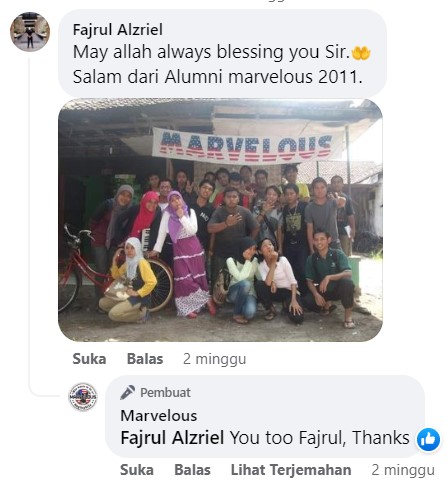 Fajrul Alzriel
May allah always blessing you Sir.🤲
Salam dari Alumni marvelous 2011.
MARVELOUS
Suka Balas 2 minggu
Pembuat
Marvelous
Fajrul Alzriel You too Fajrul, Thanks
Suka Balas Lihat Terjemahan 2 minggu